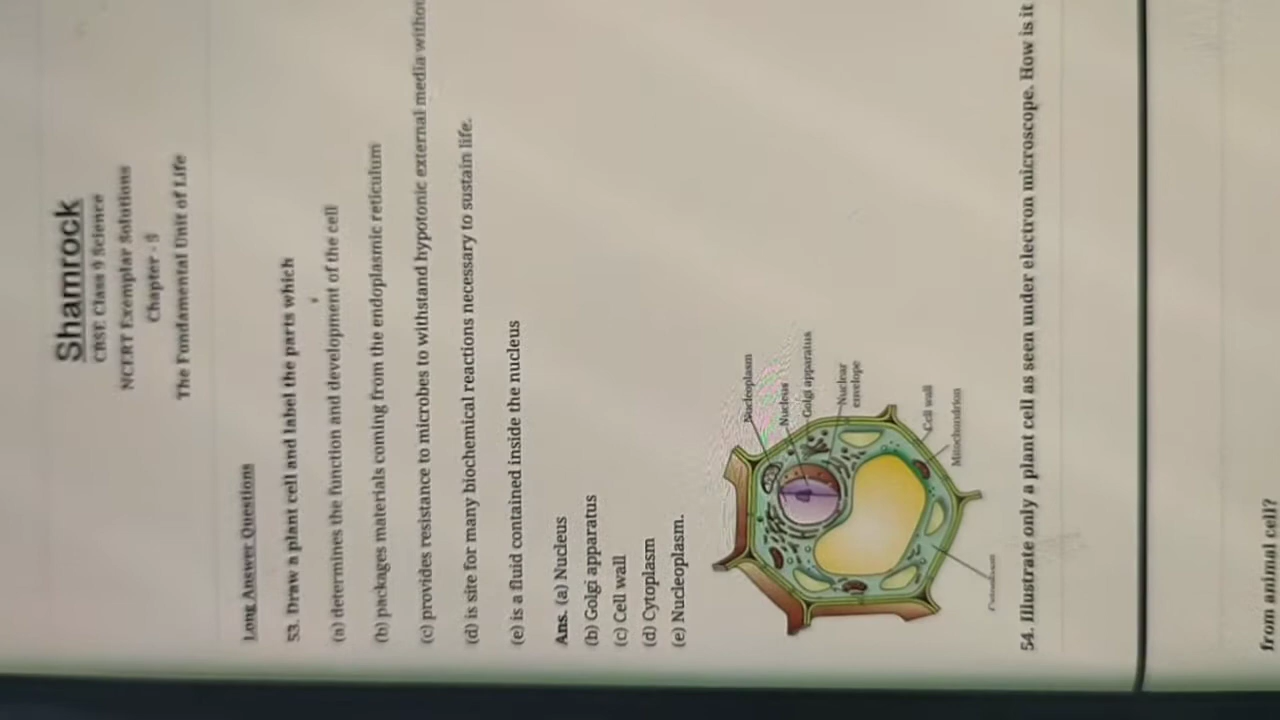 Shamrock
CBSE Class 9 Science
NCERT Exemplar Solutions
Chapter - 5
The Fundamental Unit of Life
Long Answer Questions
53. Draw a plant cell and label the parts which
(a) determines the function and development of the cell
(b) packages materials coming from the endoplasmic reticulum
(c) provides resistance to microbes to withstand hypotonic external media
(d) is site for many biochemical reactions necessary to sustain life.
(e) is a fluid contained inside the nucleus
Ans. (a) Nucleus
(b) Golgi apparatus
(c) Cell wall
(d) Cytoplasm
(e) Nucleoplasm.
Nucleoplasm
Nucleus
Golgi apparatus
Nuclear
envelope
Cell wall
Mitochondrion
54. Illustrate only a plant cell as seen under electron microscope. How is it
from animal cell?